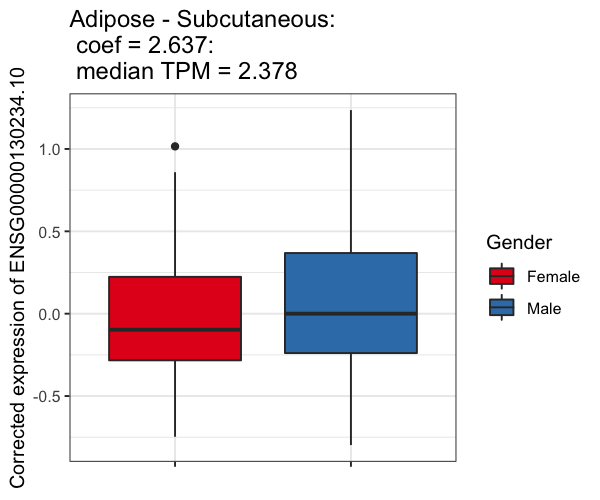 Adipose - Subcutaneous:
coef = 2.637:
median TPM = 2.378
Corrected expression of ENSG00000130234.10
1.0
0.5
0.0
-0.5
Gender
Female
Male